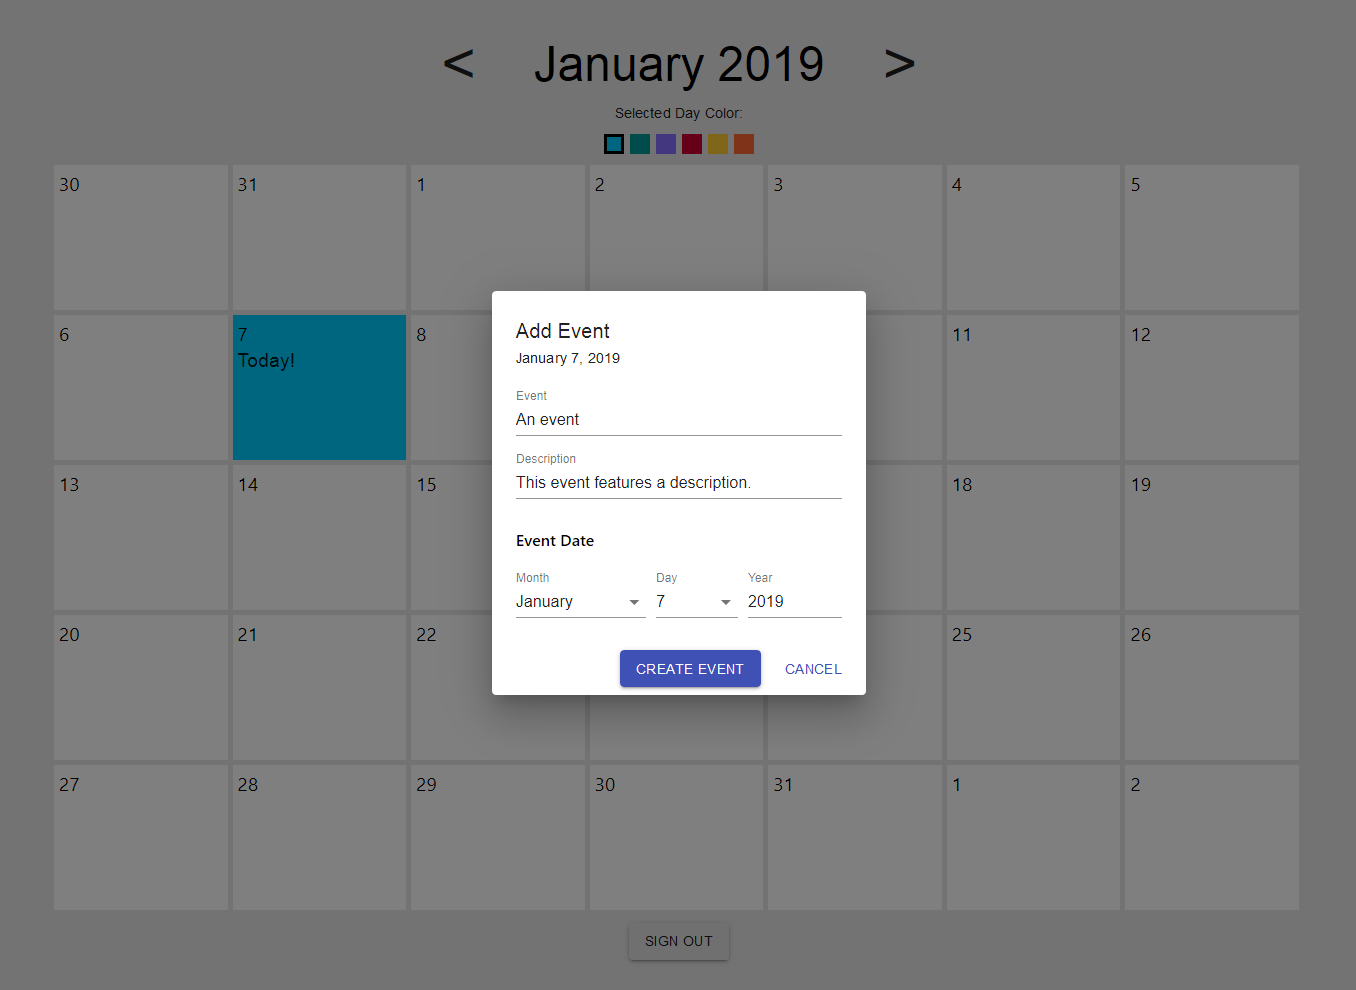 < January 2019 >
Selected Day Color:
30 31 1 2 3 4 5
6 7 8 11 12
Today!
13 14 15 18 19
20 21 22 25 26
27 28 29 30 31 1 2
Add Event
January 7, 2019
Event
An event
Description
This event features a description.
Event Date
Month Day Year
January 7 2019
CREATE EVENT CANCEL
SIGN OUT